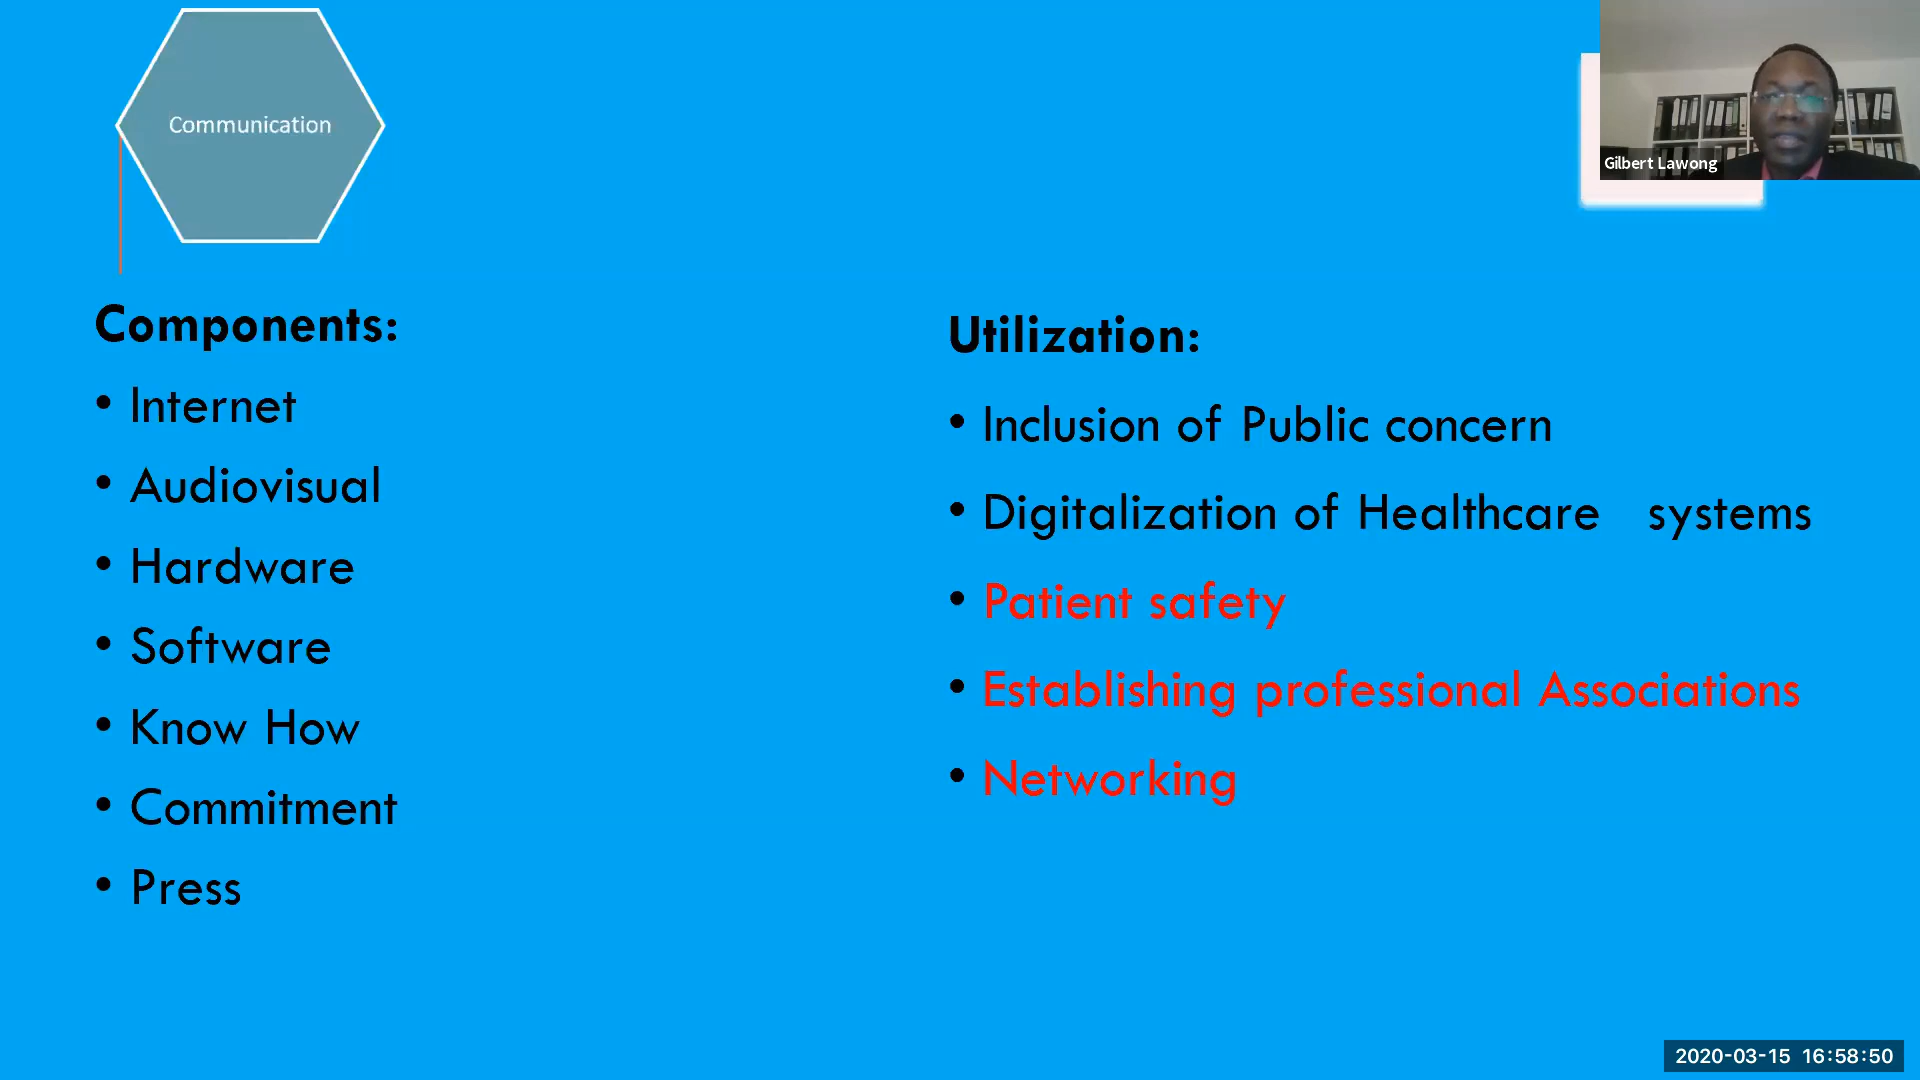 Communication
Gilbert Lawong
Components:
• Internet
• Audiovisual
• Hardware
• Software
• Know How
• Commitment
• Press
Utilization:
• Inclusion of Public concern
• Digitalization of Healthcare systems
• Patient safety
• Establishing professional Associations
• Networking
2020-03-15 16:58:50